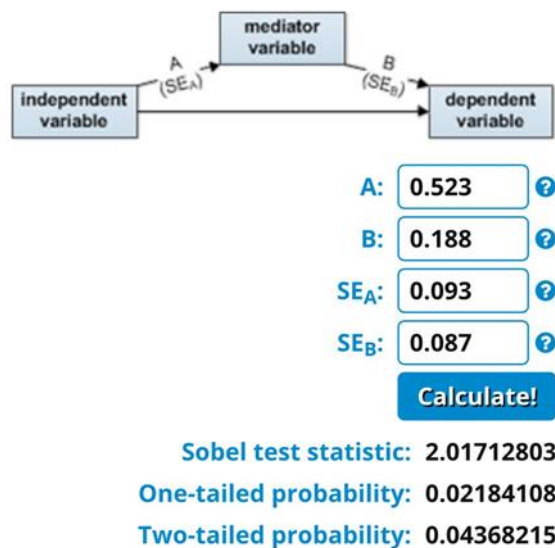 mediator
variable
A
(SEA)
B
(SEB)
independent
variable
dependent
variable
A: 0.523 ?
B: 0.188 ?
SEA: 0.093 ?
SEB: 0.087 ?
Calculate!
Sobel test statistic: 2.01712803
One-tailed probability: 0.02184108
Two-tailed probability: 0.04368215